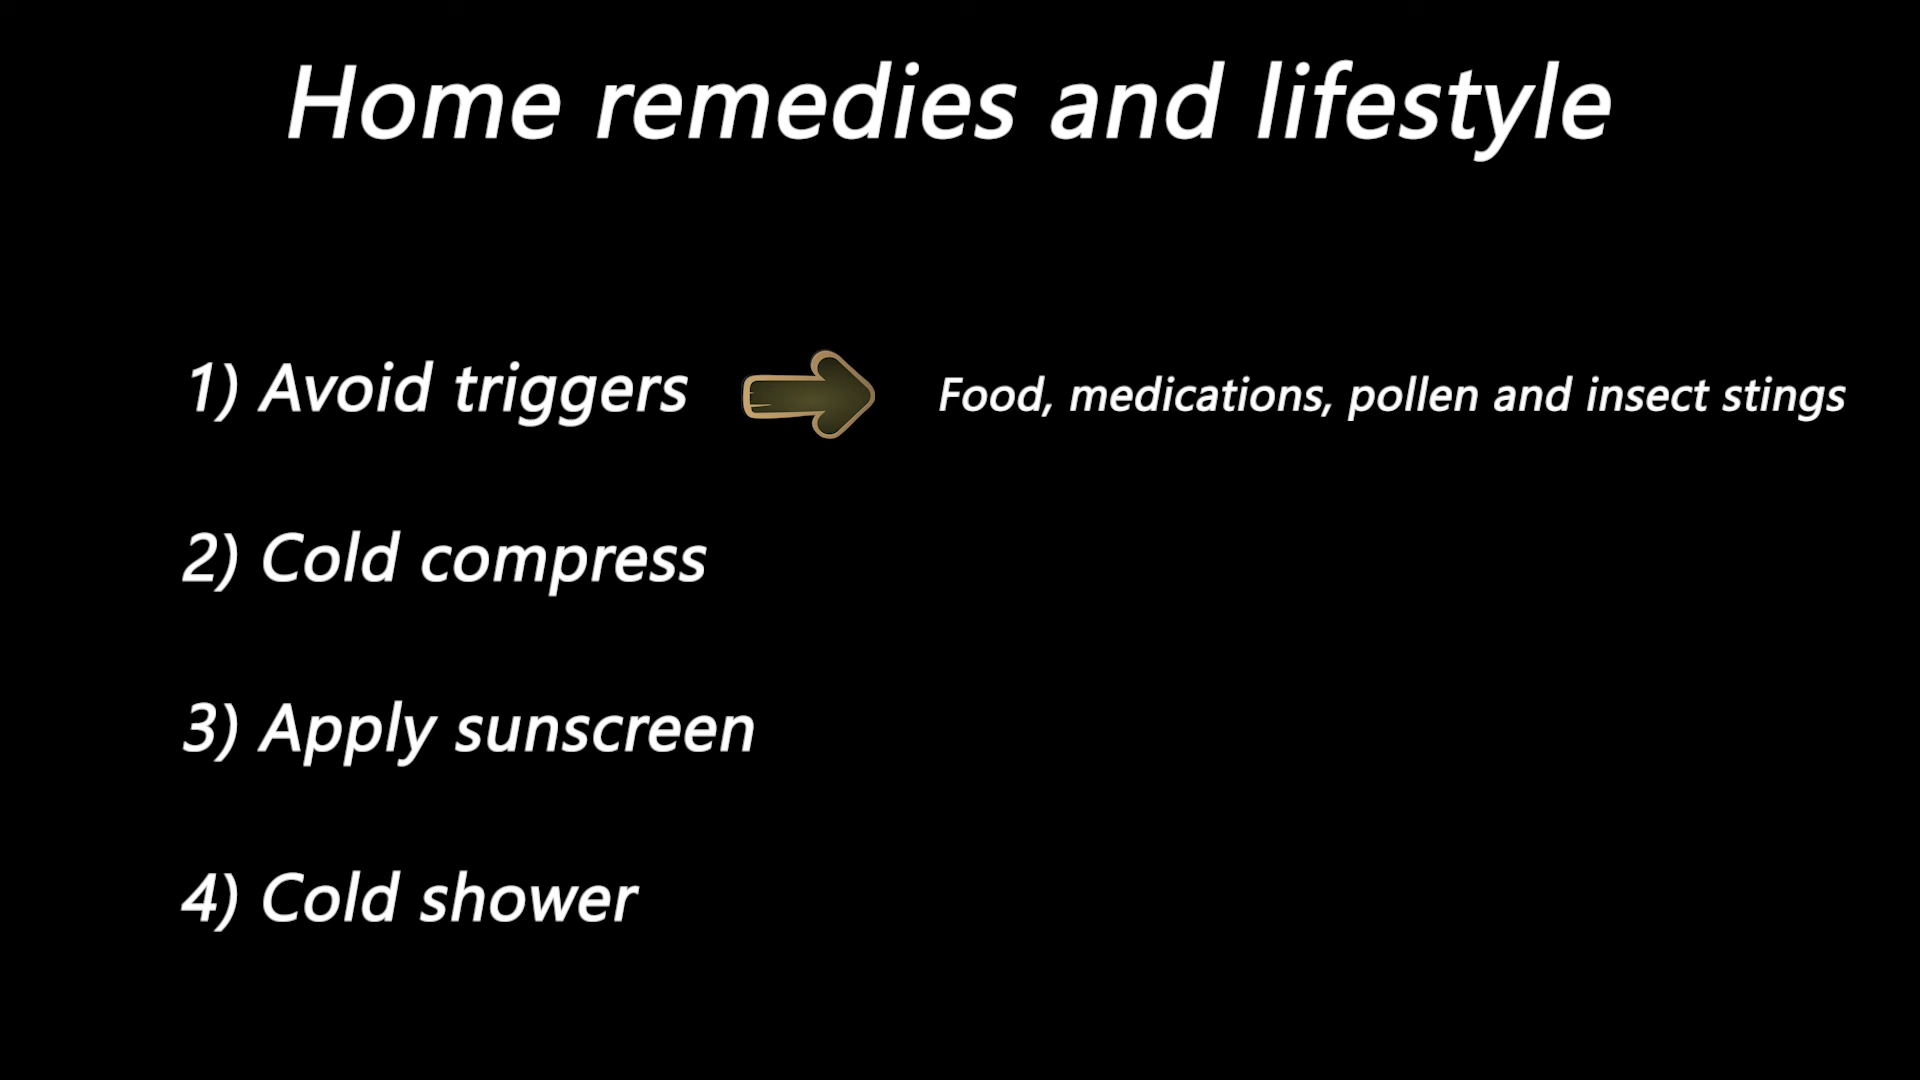 Home remedies and lifestyle
1) Avoid triggers
Food, medications, pollen and insect stings
2) Cold compress
3) Apply sunscreen
4) Cold shower